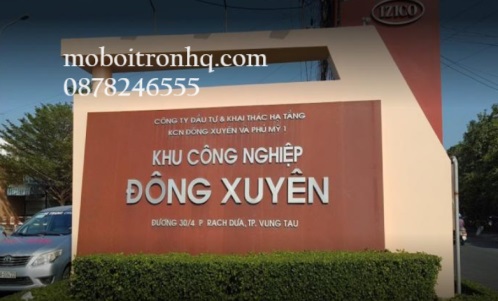 IZICO
moboitronhq.com
0878246555
CÔNG TY ĐẦU TƯ & KHAI THÁC HẠ TẦNG
KCN ĐÔNG XUYÊN VÀ PHÚ MỸ 1
KHU CÔNG NGHIỆP
ĐÔNG XUYÊN
ĐƯỜNG 30/4 P. RẠCH DỪA, TP. VŨNG TÀU